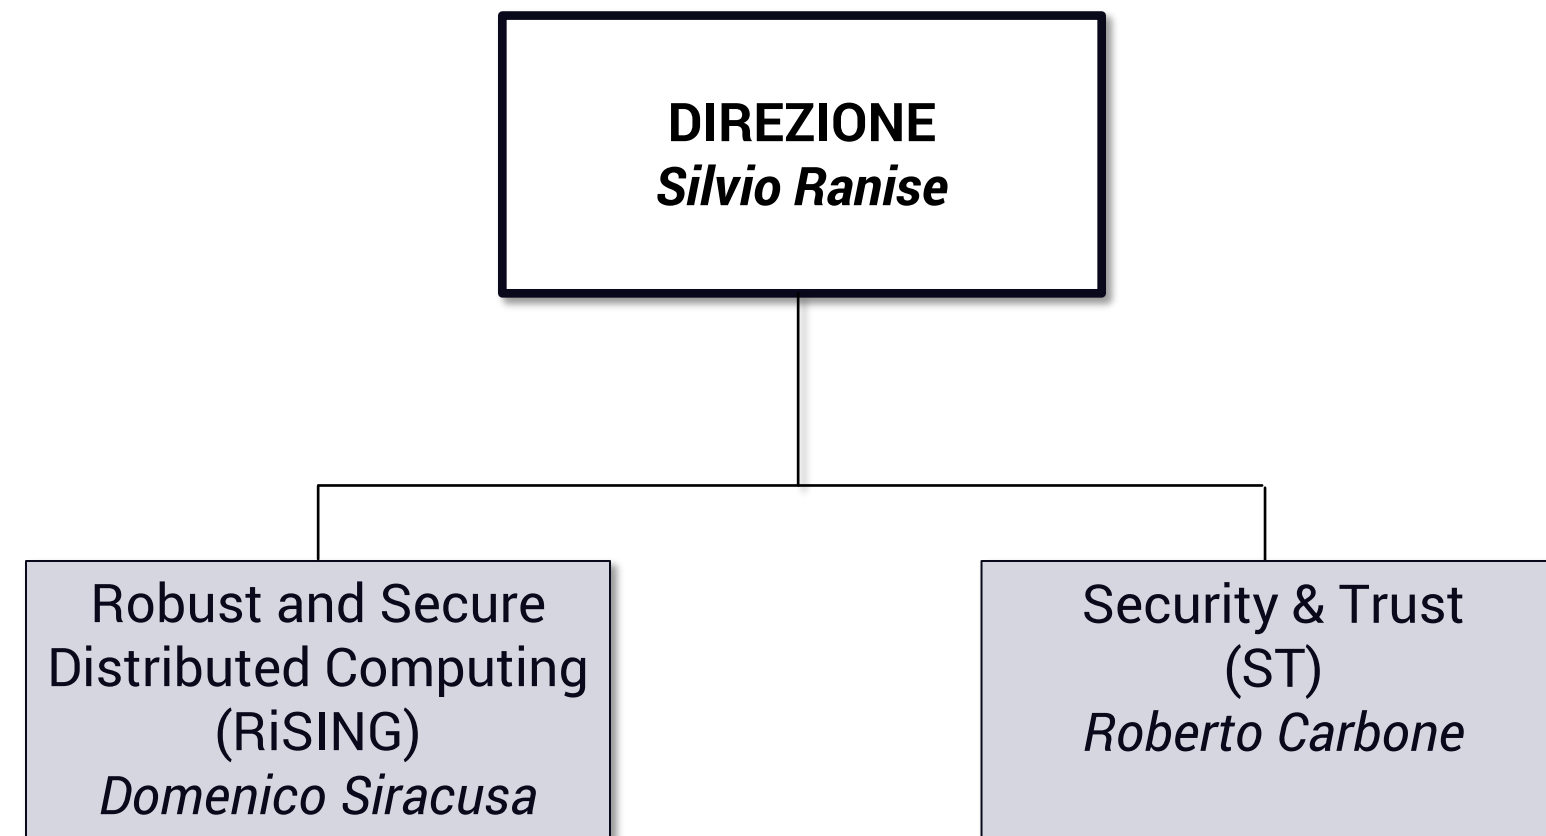 DIREZIONE
Silvio Ranise
Robust and Secure
Distributed Computing
(RiSING)
Domenico Siracusa
Security & Trust
(ST)
Roberto Carbone